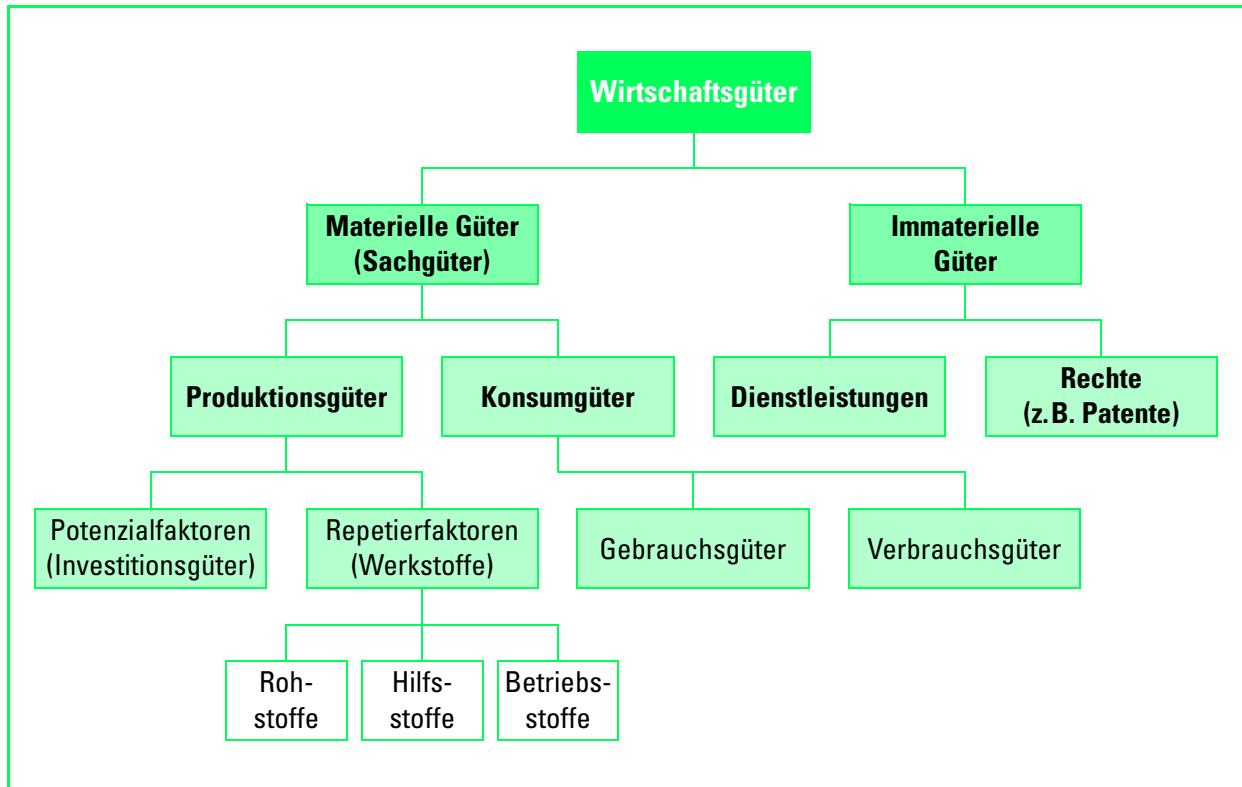 Wirtschaftsgüter
Materielle Güter
(Sachgüter)
Immaterielle
Güter
Produktionsgüter
Konsumgüter
Dienstleistungen
Rechte
(z.B. Patente)
Potenzialfaktoren
(Investitionsgüter)
Repetierfaktoren
(Werkstoffe)
Gebrauchsgüter
Verbrauchsgüter
Roh-
stoffe
Hilfs-
stoffe
Betriebs-
stoffe